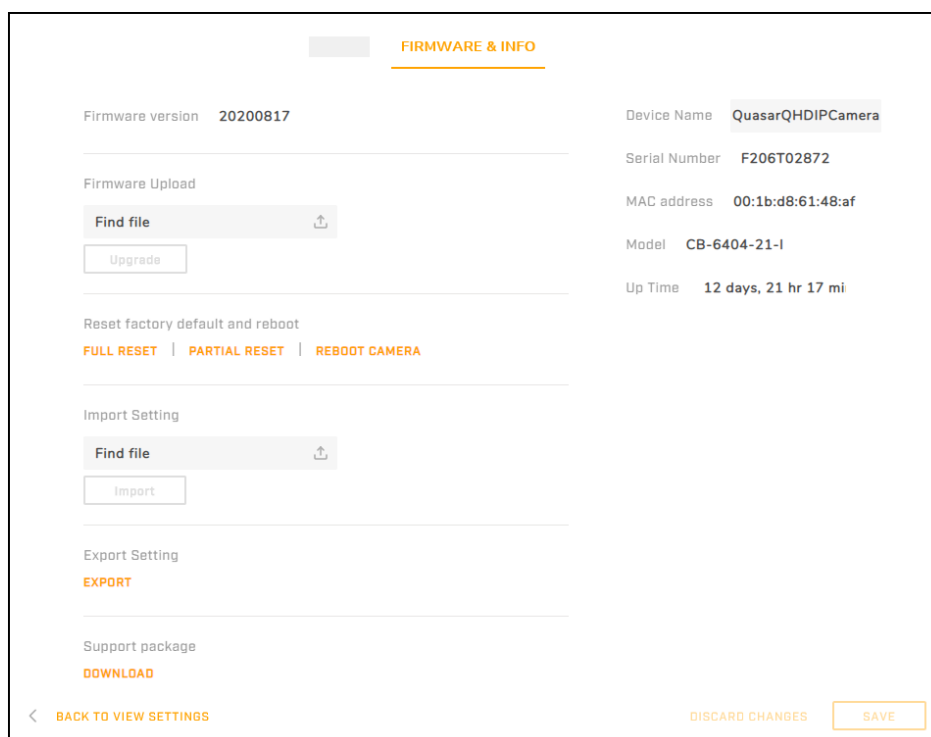 FIRMWARE & INFO
Firmware version 20200817
Firmware Upload
Find file
Upgrade
Reset factory default and reboot
FULL RESET | PARTIAL RESET | REBOOT CAMERA
Import Setting
Find file
Import
Export Setting
EXPORT
Support package
DOWNLOAD
Device Name QuasarQHDIPCamera
Serial Number F206T02872
MAC address 00:1b:d8:61:48:af
Model CB-6404-21-I
Up Time 12 days, 21 hr 17 mi
BACK TO VIEW SETTINGS
DISCARD CHANGES
SAVE